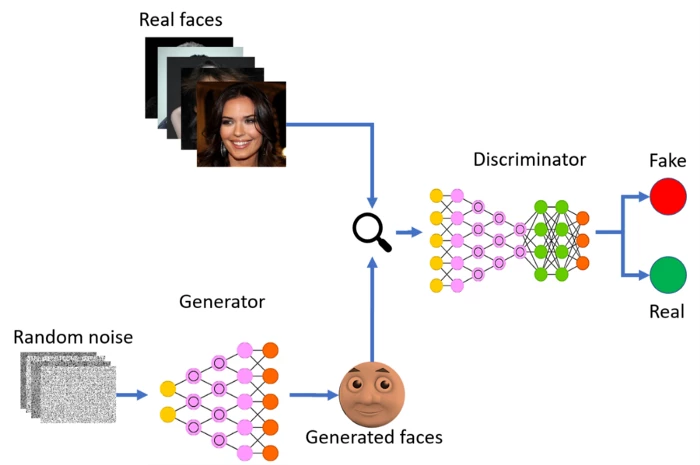 Real faces
Discriminator
Fake
Real
Generator
Random noise
Generated faces